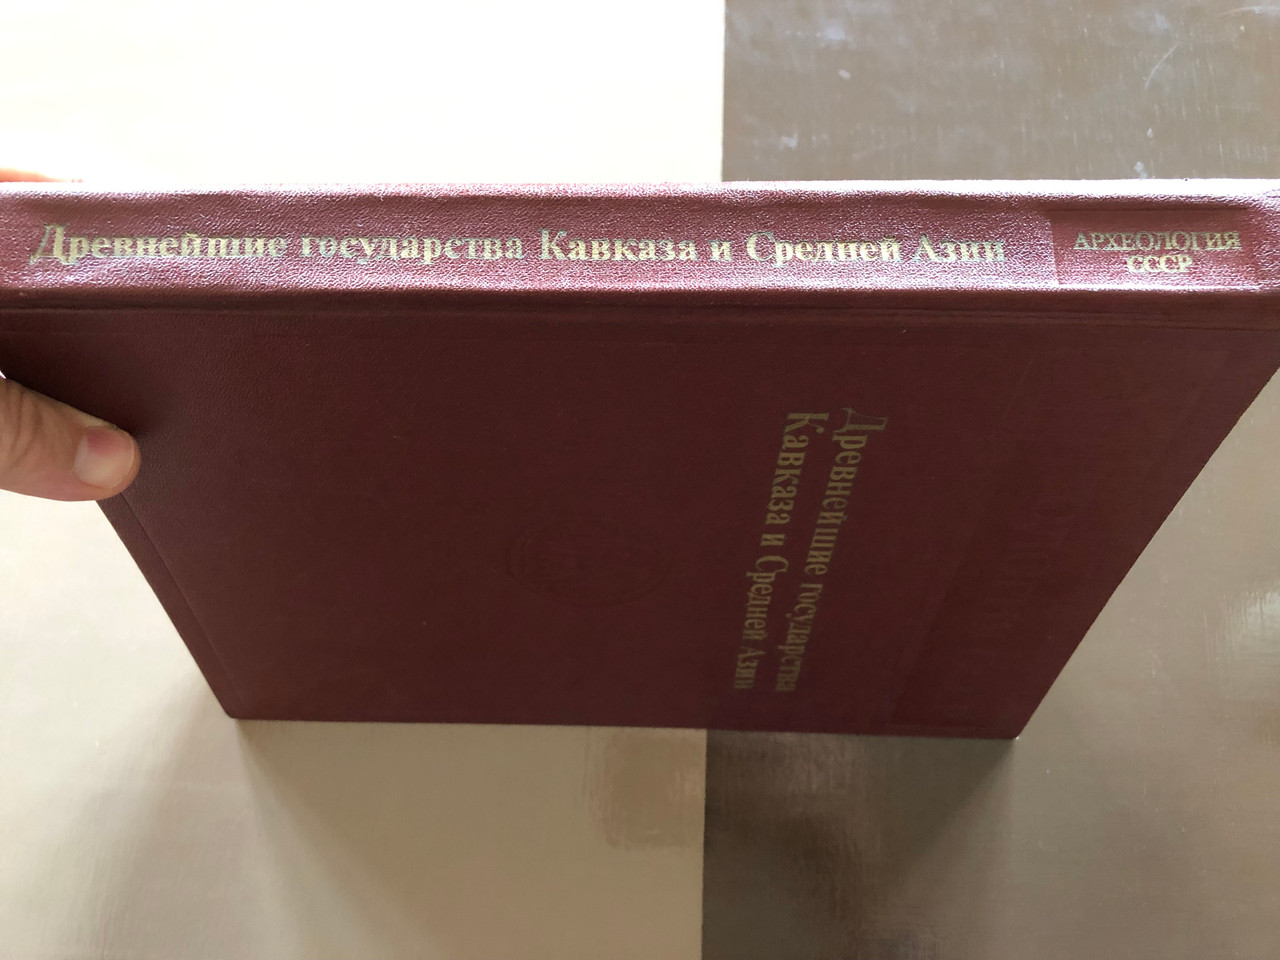 Древнейшие государства Кавказа и Средней Азии
АРХЕОЛОГИЯ
СССР
Древнейшие государства
Кавказа и Средней Азии